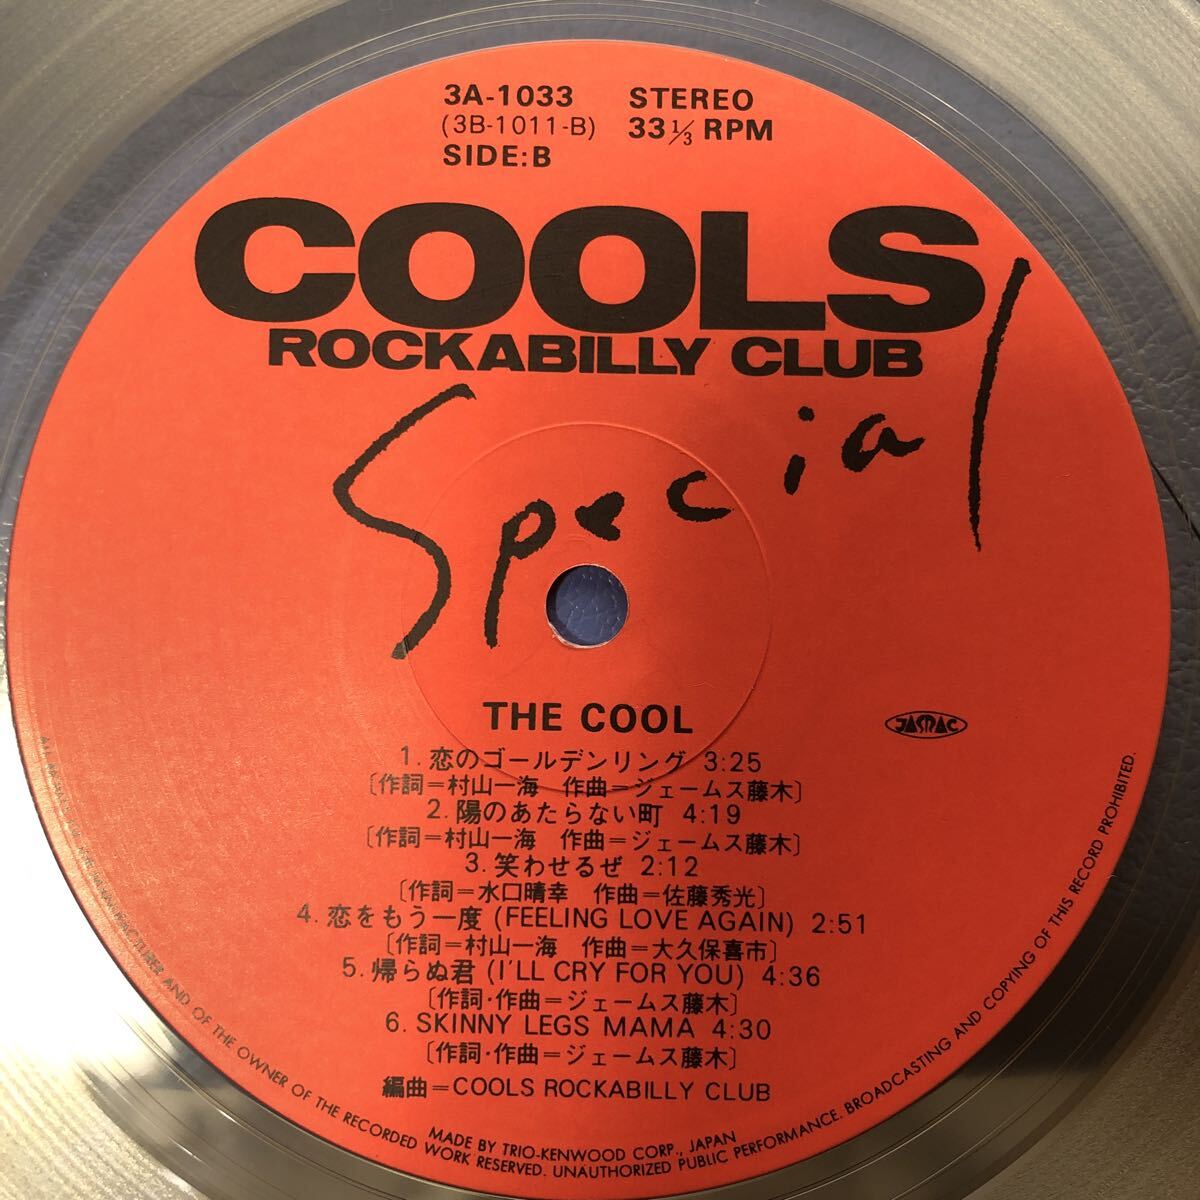 3A-1033 STEREO
(3B-1011-B) 33 1/3 RPM
SIDE:B
COOLS
ROCKABILLY CLUB
Special
THE COOL
JASRAC
1. 恋のゴールデンリング 3:25
〔作詞=村山一海 作曲=ジェームス藤木〕
2. 陽のあたらない町 4:19
〔作詞=村山一海 作曲=ジェームス藤木〕
3. 笑わせるぜ 2:12
〔作詞=水口晴幸 作曲=佐藤秀光〕
4. 恋をもう一度 (FEELING LOVE AGAIN) 2:51
〔作詞=村山一海 作曲=大久保喜市〕
5. 帰らぬ君 (I'LL CRY FOR YOU) 4:36
〔作詞・作曲=ジェームス藤木〕
6. SKINNY LEGS MAMA 4:30
〔作詞・作曲=ジェームス藤木〕
編曲=COOLS ROCKABILLY CLUB
MADE BY TRIO-KENWOOD CORP., JAPAN
ALL MANUFACTURER AND OF THE OWNER OF THE RECORDED WORK RESERVED. UNAUTHORIZED PUBLIC PERFORMANCE. BROADCASTING AND COPYING OF THIS RECORD PROHIBITED.